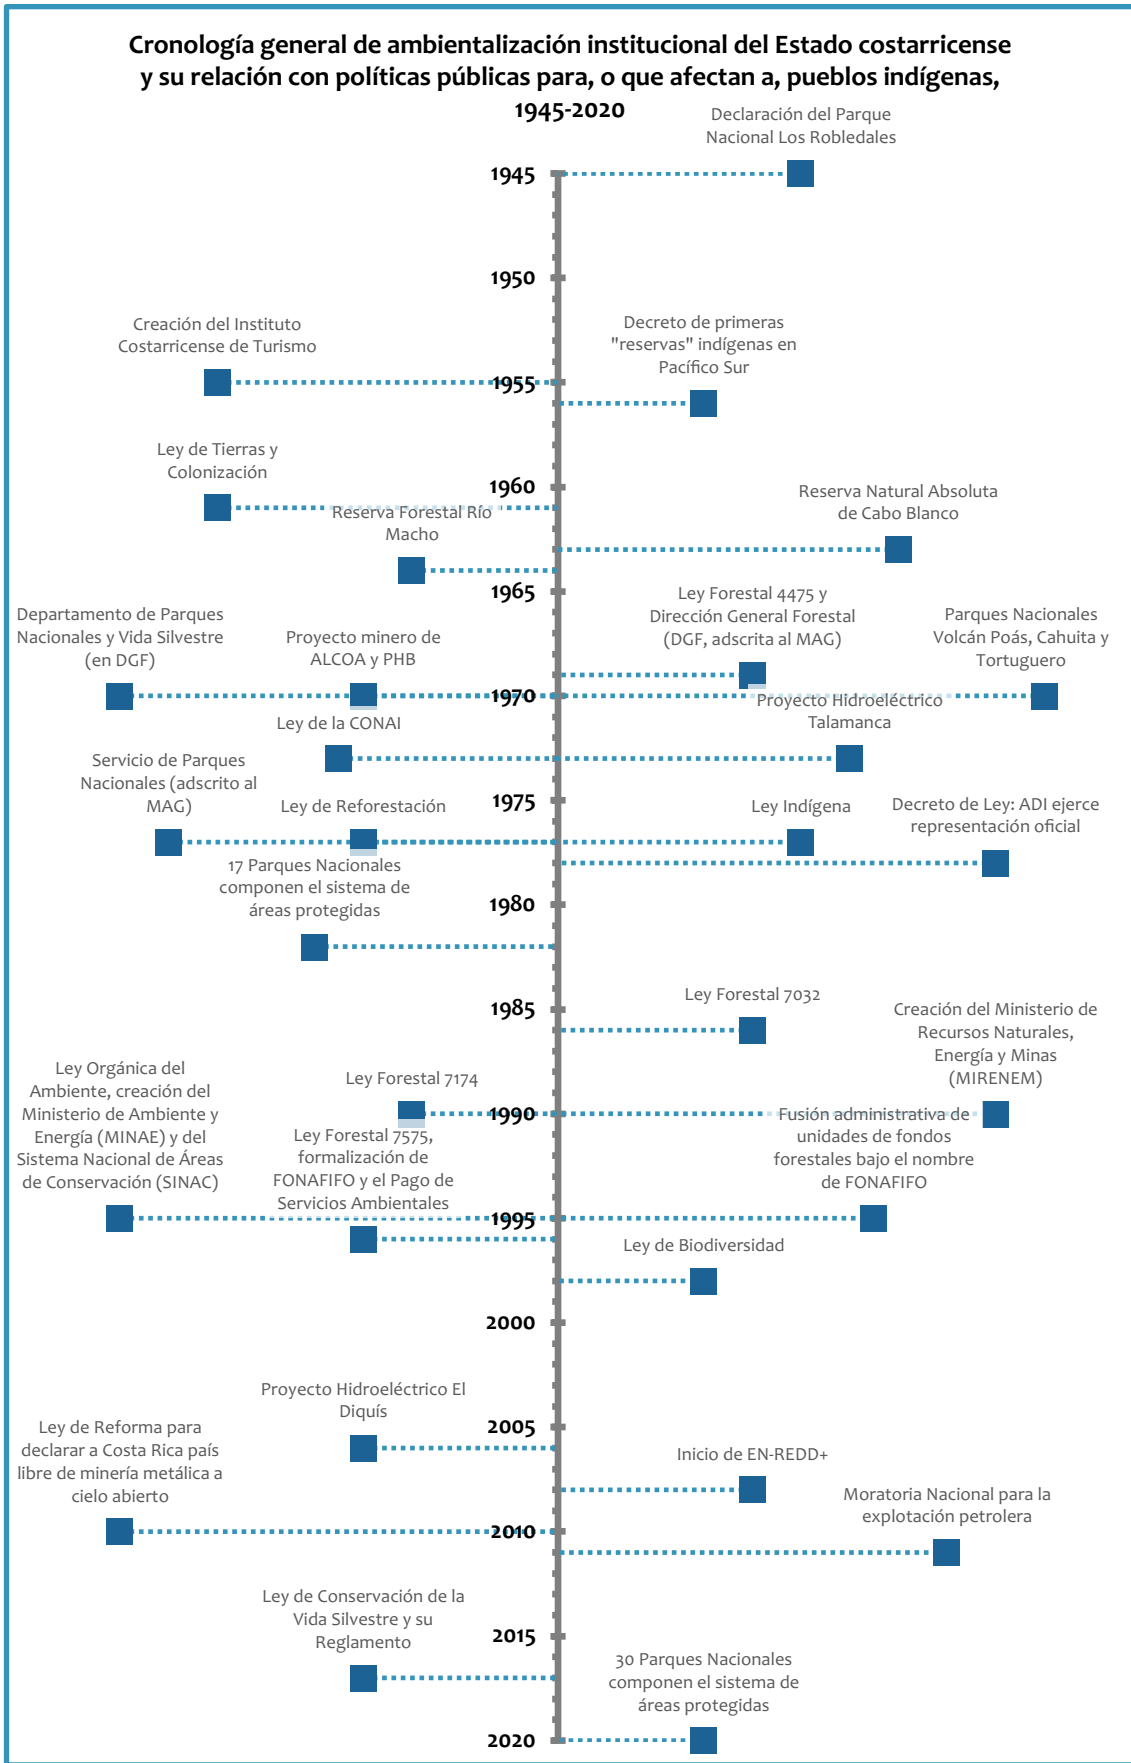 Cronología general de ambientalización institucional del Estado costarricense
y su relación con políticas públicas para, o que afectan a, pueblos indígenas,
1945-2020
Declaración del Parque
Nacional Los Robledales
1945
1950
Creación del Instituto
Costarricense de Turismo
Decreto de primeras
"reservas" indígenas en
Pacífico Sur
1955
Ley de Tierras y
Colonización
1960
Reserva Forestal Río
Macho
Reserva Natural Absoluta
de Cabo Blanco
1965
Departamento de Parques
Nacionales y Vida Silvestre
(en DGF)
Proyecto minero de
ALCOA y PHB
Ley Forestal 4475 y
Dirección General Forestal
(DGF, adscrita al MAG)
Parques Nacionales
Volcán Poás, Cahuita y
Tortuguero
1970
Ley de la CONAI
Proyecto Hidroeléctrico
Talamanca
Servicio de Parques
Nacionales (adscrito al
MAG)
Ley de Reforestación
1975
Ley Indígena
Decreto de Ley: ADI ejerce
representación oficial
17 Parques Nacionales
componen el sistema de
áreas protegidas
1980
1985
Ley Forestal 7032
Creación del Ministerio de
Recursos Naturales,
Energía y Minas
(MIRENEM)
Ley Orgánica del
Ambiente, creación del
Ministerio de Ambiente y
Energía (MINAE) y del
Sistema Nacional de Áreas
de Conservación (SINAC)
Ley Forestal 7174
1990
Ley Forestal 7575,
formalización de
FONAFIFO y el Pago de
Servicios Ambientales
Fusión administrativa de
unidades de fondos
forestales bajo el nombre
de FONAFIFO
1995
Ley de Biodiversidad
2000
Proyecto Hidroeléctrico El
Diquís
2005
Ley de Reforma para
declarar a Costa Rica país
libre de minería metálica a
cielo abierto
Inicio de EN-REDD+
Moratoria Nacional para la
explotación petrolera
2010
Ley de Conservación de la
Vida Silvestre y su
Reglamento
2015
30 Parques Nacionales
componen el sistema de
áreas protegidas
2020